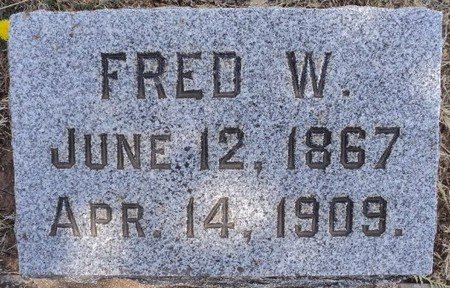 FRED W.
JUNE 12, 1867
APR. 14, 1909.